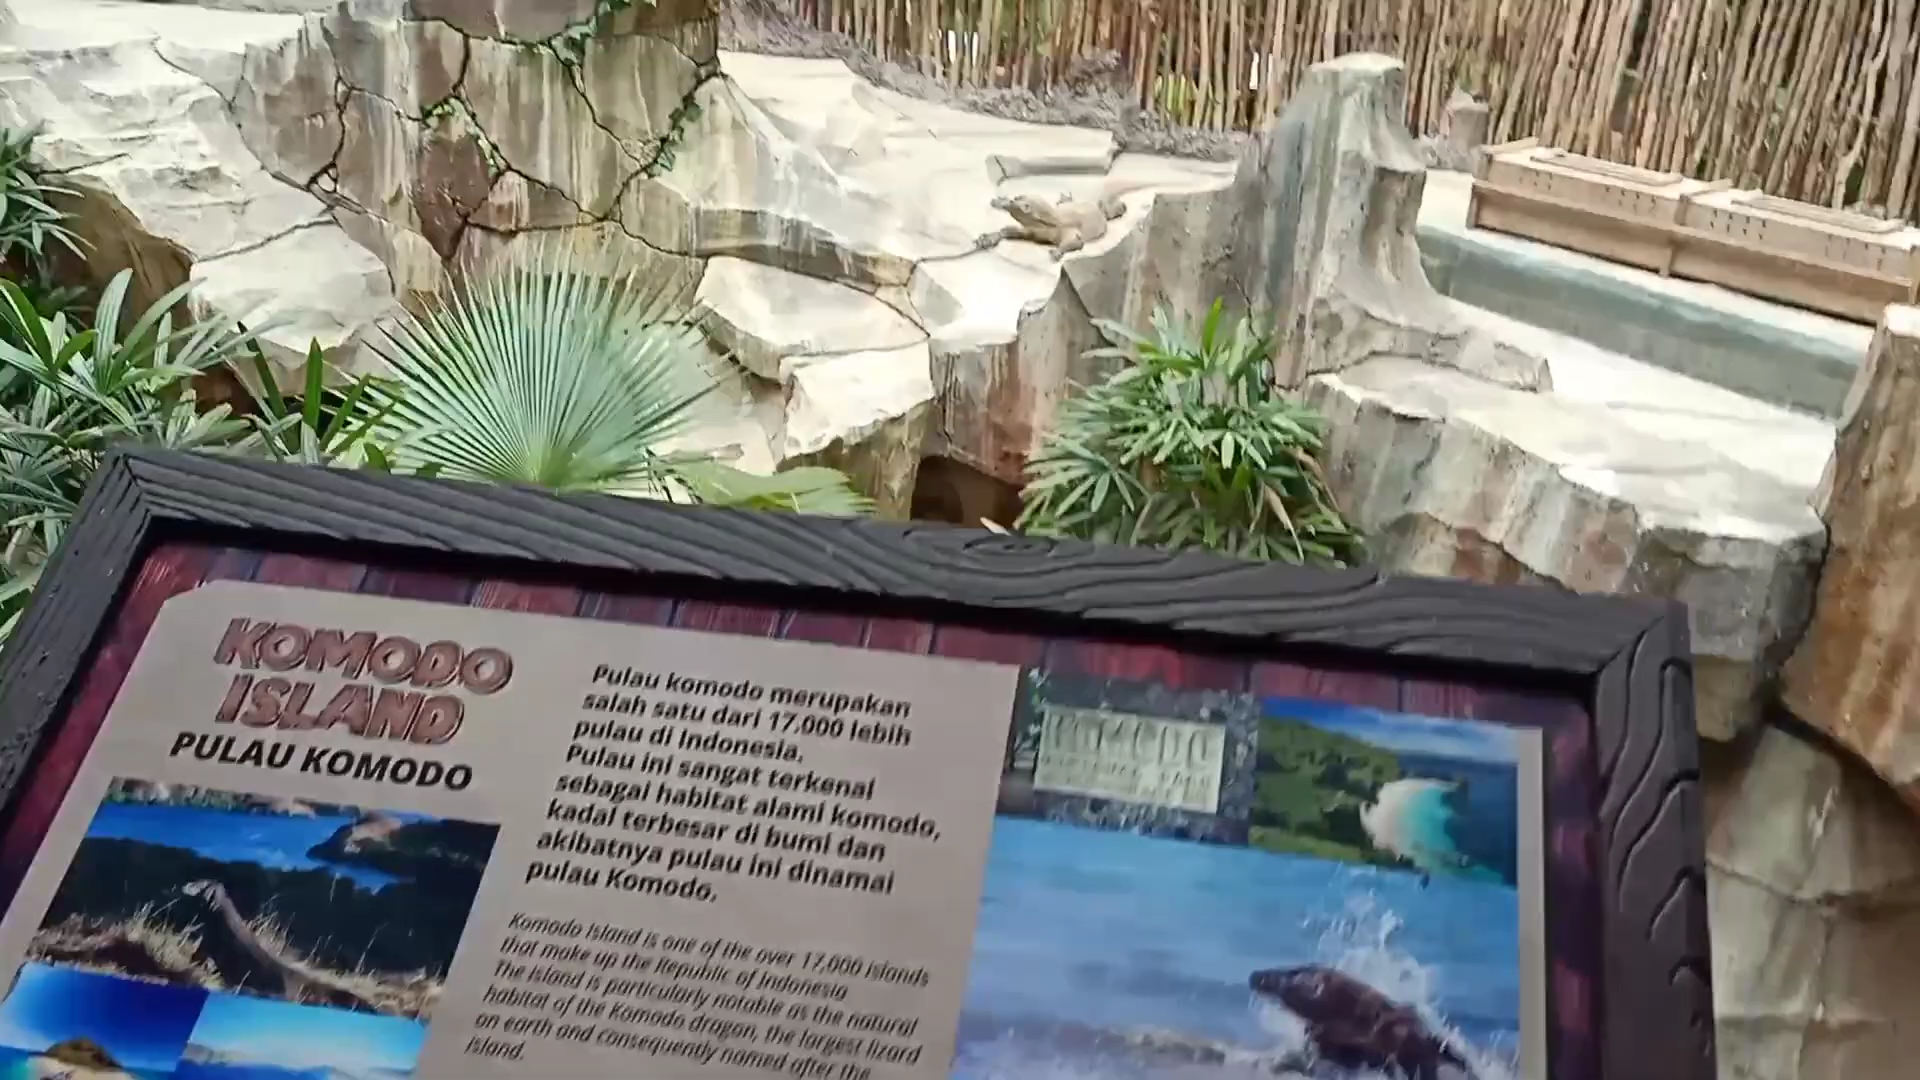 KOMODO
ISLAND
PULAU KOMODO
Pulau komodo merupakan
salah satu dari 17.000 lebih
pulau di Indonesia.
Pulau ini sangat terkenal
sebagai habitat alami komodo,
kadal terbesar di bumi dan
akibatnya pulau ini dinamai
pulau Komodo.
Komodo Island is one of the over 17,000 islands
that make up the Republic of Indonesia
The island is particularly notable as the natural
habitat of the Komodo dragon, the largest lizard
on earth and consequently named after the
island.
KOMODO